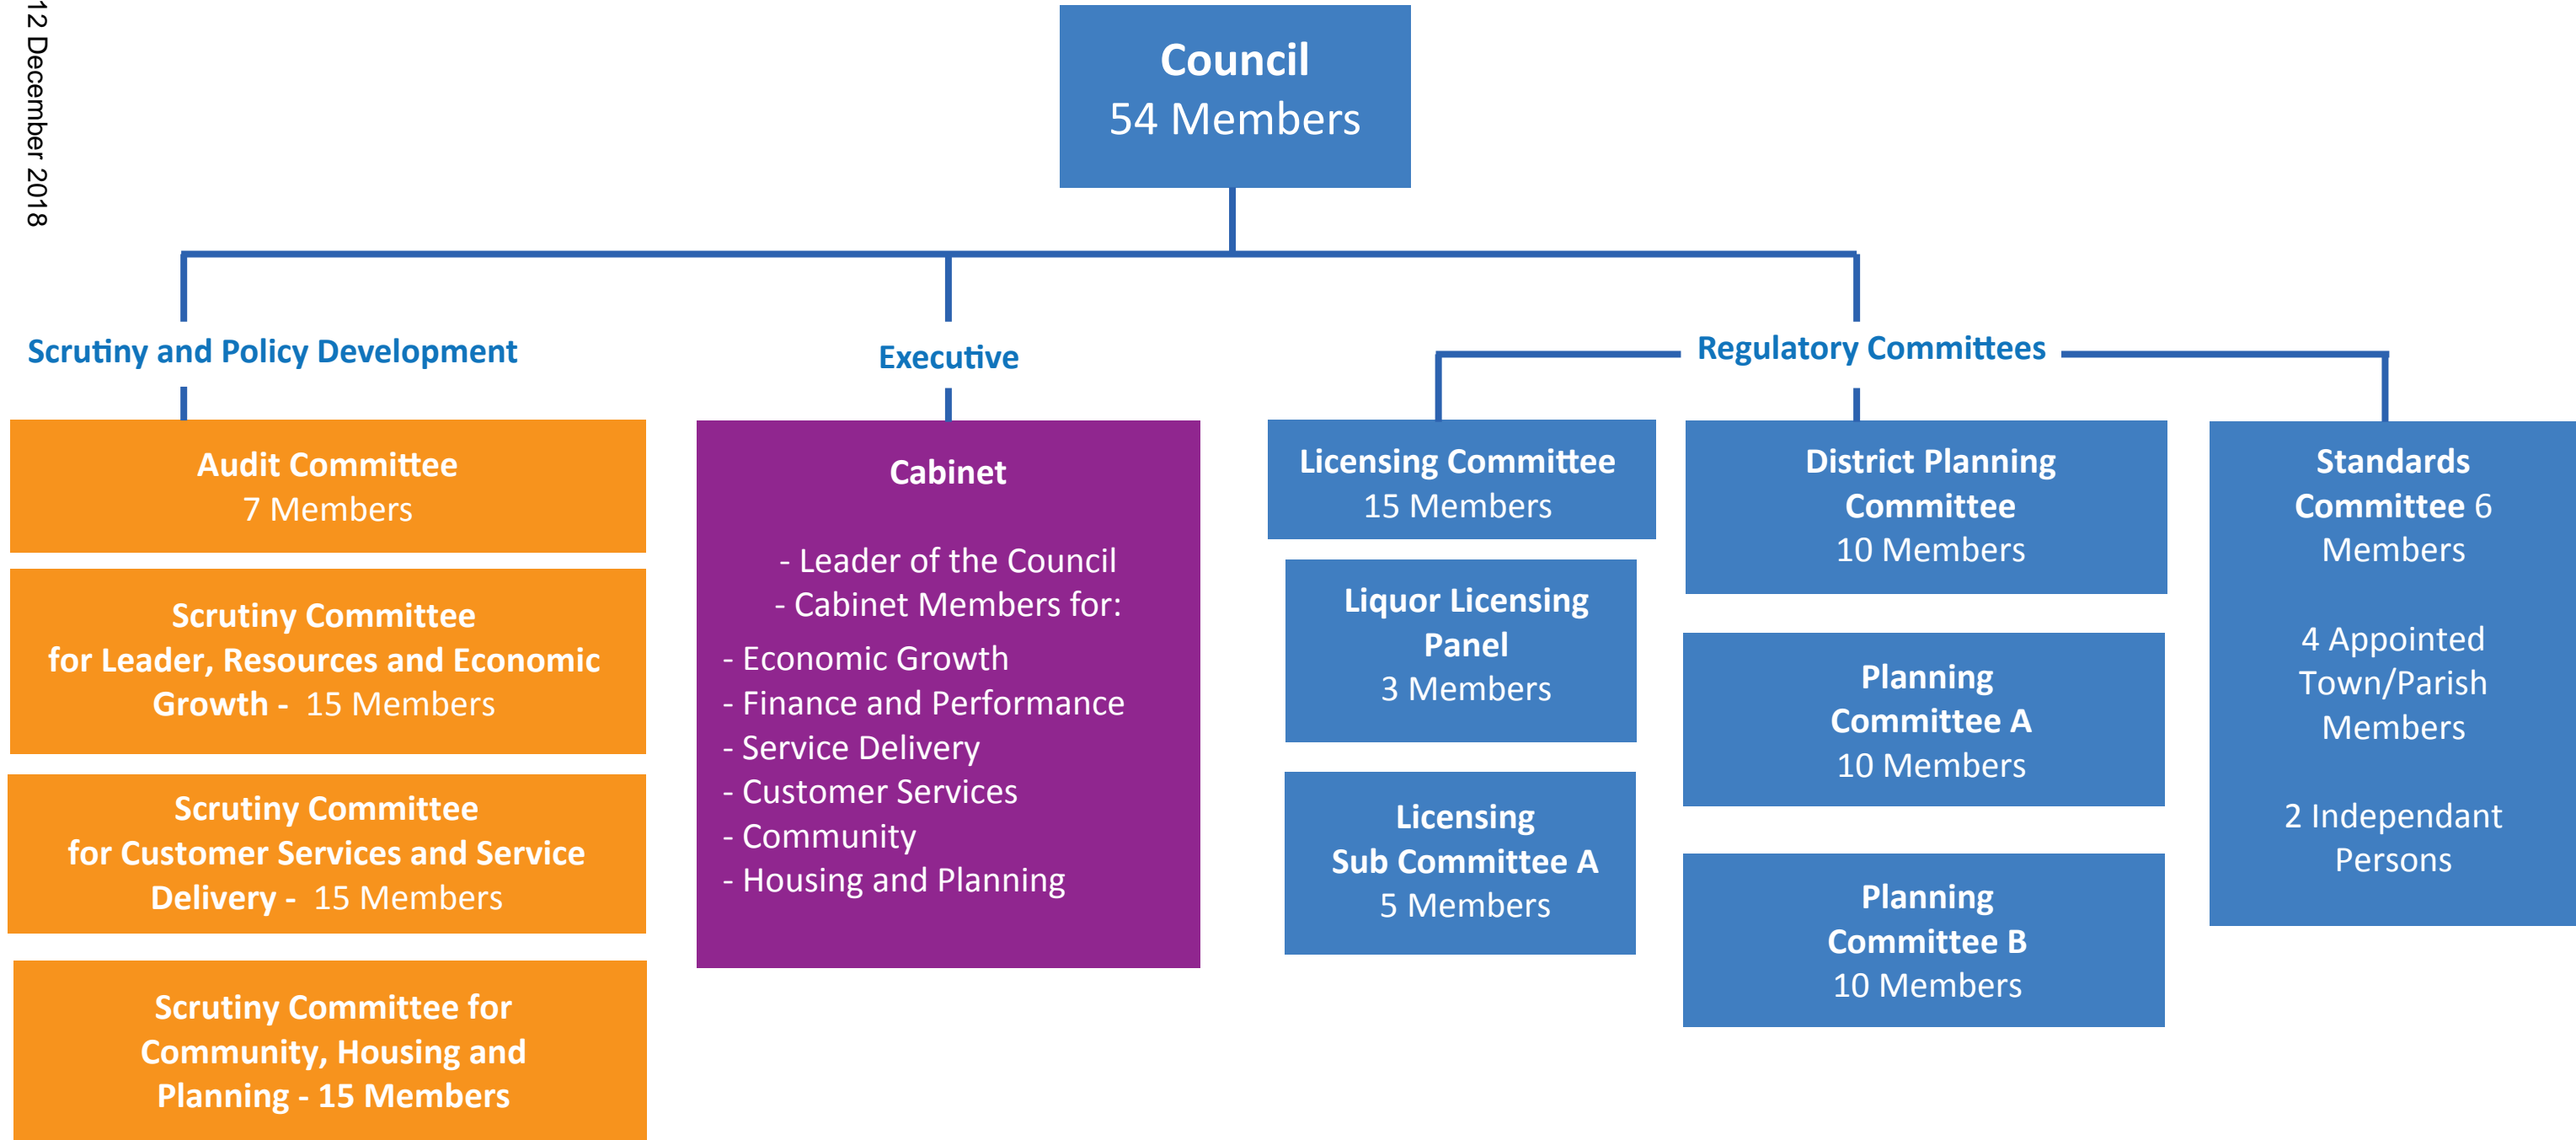 12 December 2018
Council
54 Members
Scrutiny and Policy Development
Audit Committee
7 Members
Scrutiny Committee
for Leader, Resources and Economic
Growth - 15 Members
Scrutiny Committee
for Customer Services and Service
Delivery - 15 Members
Scrutiny Committee for
Community, Housing and
Planning - 15 Members
Executive
Cabinet
- Leader of the Council
- Cabinet Members for:
- Economic Growth
- Finance and Performance
- Service Delivery
- Customer Services
- Community
- Housing and Planning
Regulatory Committees
Licensing Committee
15 Members
Liquor Licensing
Panel
3 Members
Licensing
Sub Committee A
5 Members
District Planning
Committee
10 Members
Planning
Committee A
10 Members
Planning
Committee B
10 Members
Standards
Committee 6
Members
4 Appointed
Town/Parish
Members
2 Independant
Persons